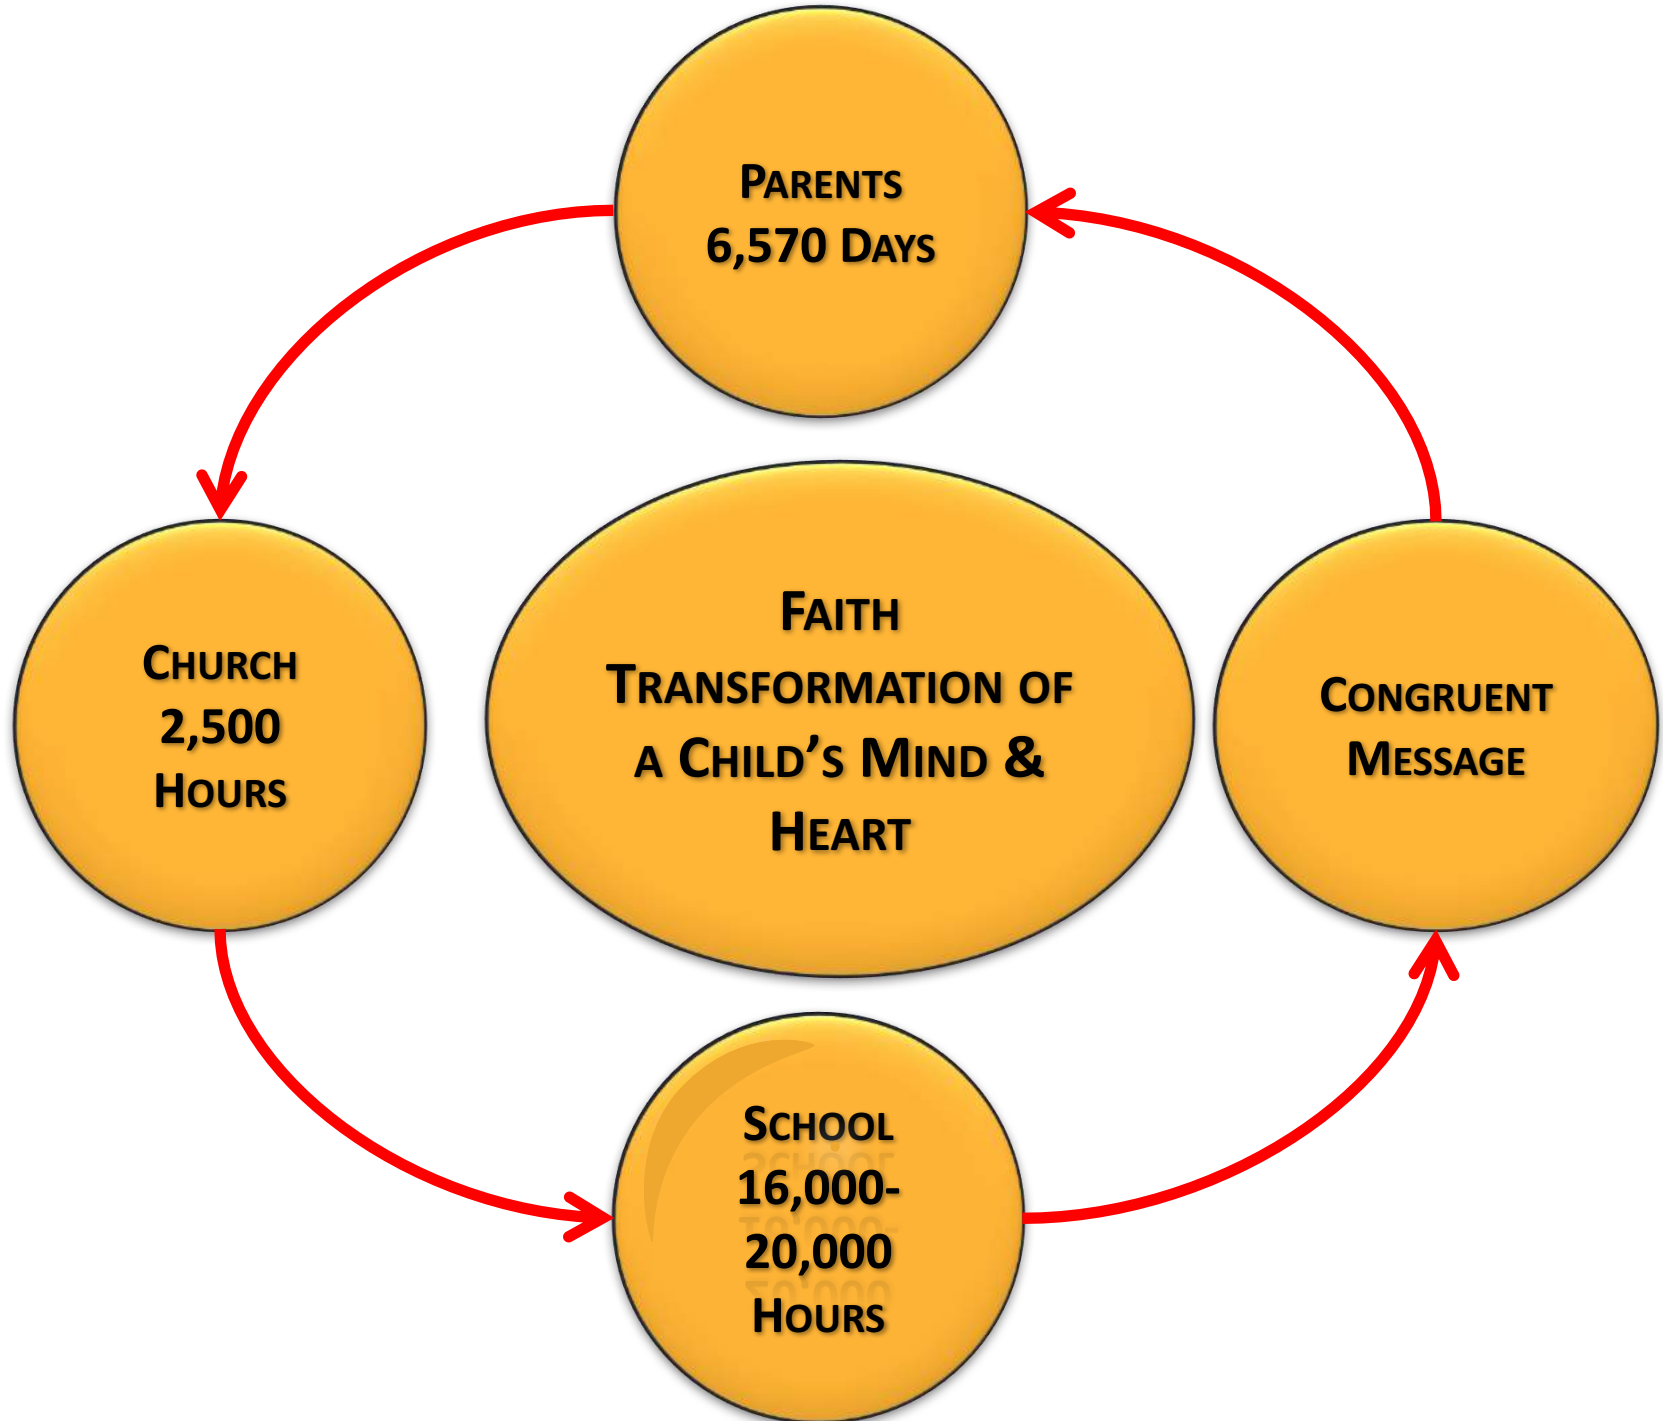 PARENTS
6,570 DAYS
FAITH
TRANSFORMATION OF
A CHILD’S MIND &
HEART
CHURCH
2,500
HOURS
CONGRUENT
MESSAGE
SCHOOL
16,000-
20,000
HOURS